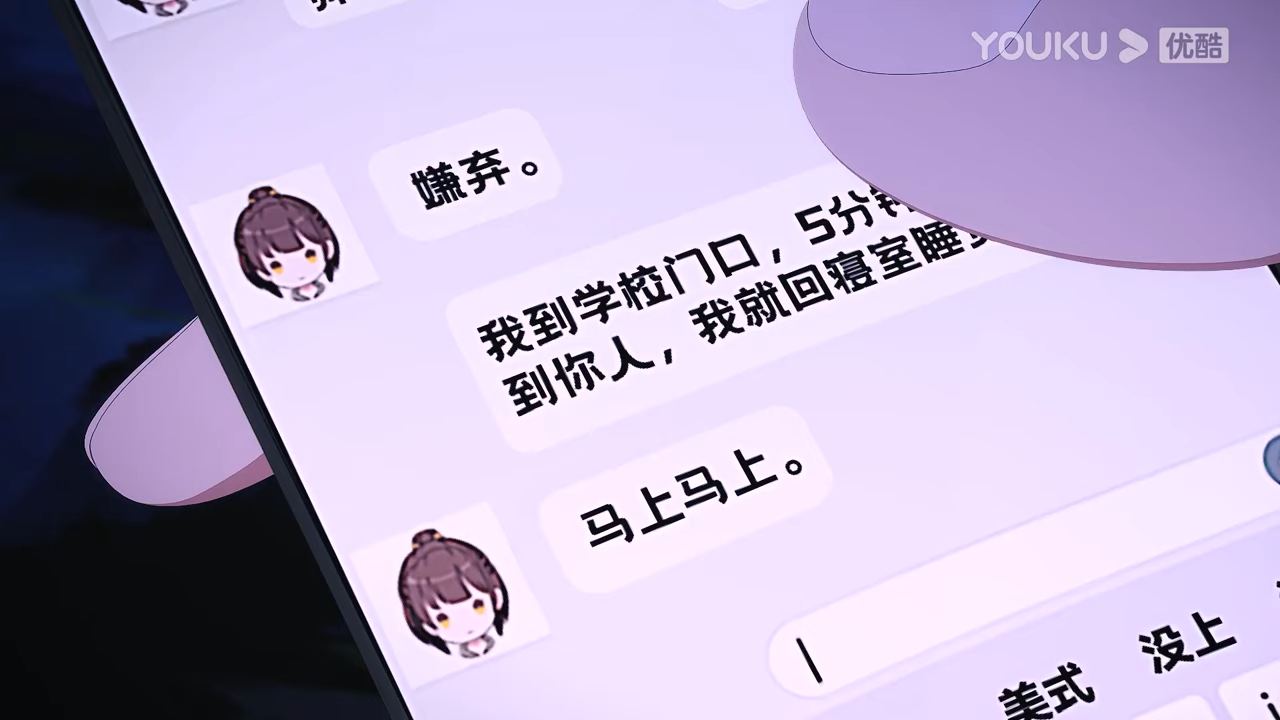 YOUKU 优酷
嫌弃。
我到学校门口，5分钟
到你人，我就回寝室睡
马上马上。
美式 没上